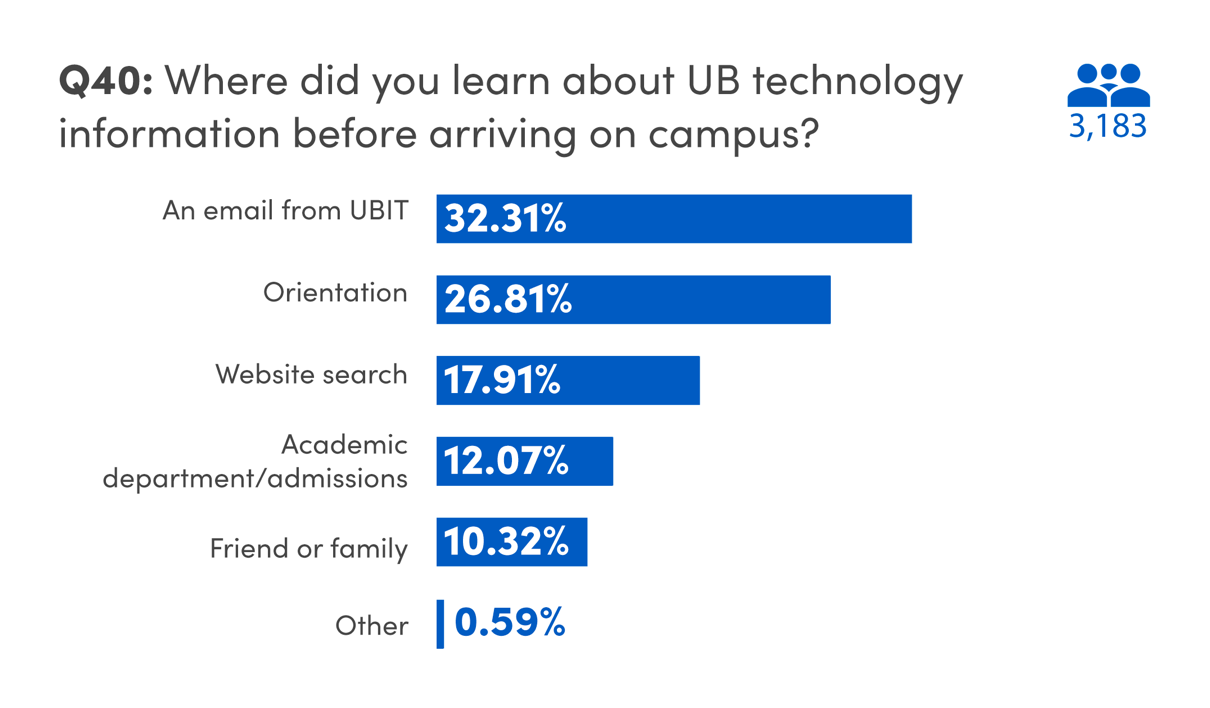 Q40: Where did you learn about UB technology
information before arriving on campus?
3,183
An email from UBIT
32.31%
Orientation
26.81%
Website search
17.91%
Academic
department/admissions
12.07%
Friend or family
10.32%
Other
0.59%